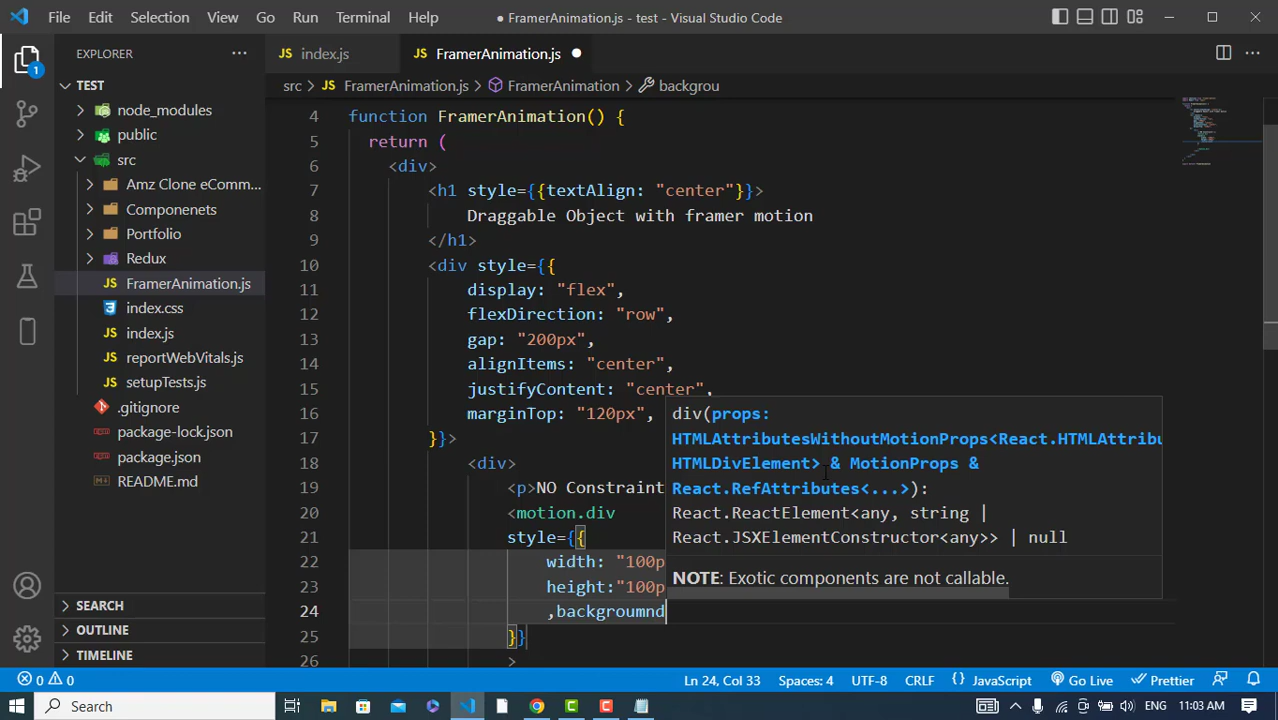 File Edit Selection View Go Run Terminal Help
● FramerAnimation.js - test - Visual Studio Code
EXPLORER
TEST
node_modules
public
src
Amz Clone eComm...
Componenets
Portfolio
Redux
JS FramerAnimation.js
index.css
JS index.js
JS reportWebVitals.js
JS setupTests.js
.gitignore
package-lock.json
package.json
README.md
SEARCH
OUTLINE
TIMELINE
1
JS index.js
JS FramerAnimation.js ●
src > JS FramerAnimation.js > FramerAnimation > backgrou
4 function FramerAnimation() {
5 return (
6 <div>
7 <h1 style={{textAlign: "center"}}>
8 Draggable Object with framer motion
9 </h1>
10 <div style={{
11 display: "flex",
12 flexDirection: "row",
13 gap: "200px",
14 alignItems: "center",
15 justifyContent: "center",
16 marginTop: "120px",
17 }}>
18 <div>
19 <p>NO Constraint
20 <motion.div
21 style={{
22 width: "100p
23 height:"100p
24 ,backgroumnd
25 }}
26 >
div(props:
HTMLAttributesWithoutMotionProps<React.HTMLAttribu
HTMLDivElement> & MotionProps &
React.RefAttributes<...>):
React.ReactElement<any, string |
React.JSXElementConstructor<any>> | null
NOTE: Exotic components are not callable.
0 0 Ln 24, Col 33 Spaces: 4 UTF-8 CRLF {} JavaScript Go Live Prettier
Search
ENG 11:03 AM